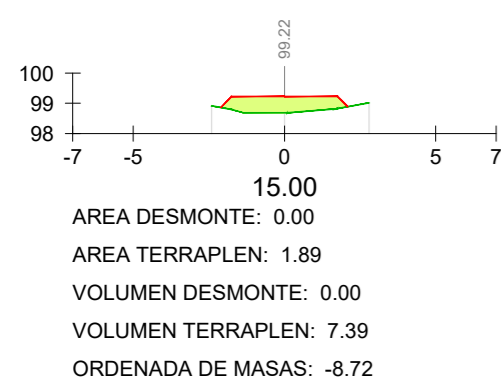 99.22
100
99
98
-7 -5 0 5 7
15.00
AREA DESMONTE: 0.00
AREA TERRAPLEN: 1.89
VOLUMEN DESMONTE: 0.00
VOLUMEN TERRAPLEN: 7.39
ORDENADA DE MASAS: -8.72